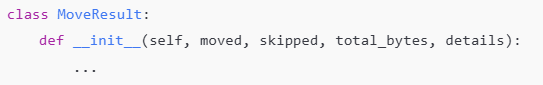 class MoveResult:
    def __init__(self, moved, skipped, total_bytes, details):
        ...